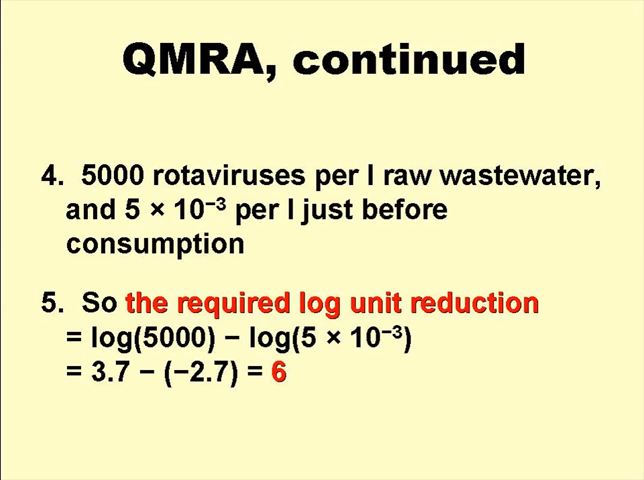 QMRA, continued
4. 5000 rotaviruses per l raw wastewater,
and 5 × 10⁻³ per l just before
consumption
5. So the required log unit reduction
= log(5000) − log(5 × 10⁻³)
= 3.7 − (−2.7) = 6